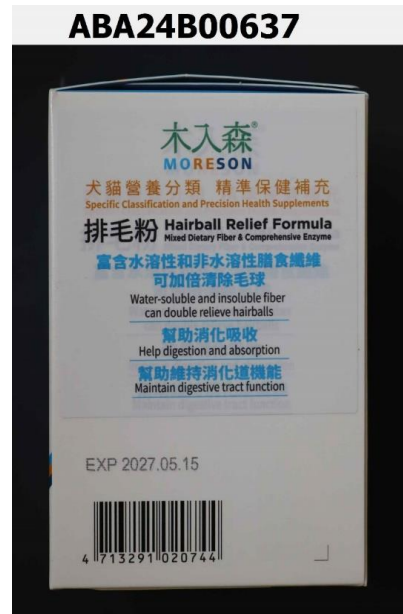 ABA24B00637
木入森®
MORESON
犬貓營養分類 精準保健補充
Specific Classification and Precision Health Supplements
排毛粉 Hairball Relief Formula
Mixed Dietary Fiber & Comprehensive Enzyme
富含水溶性和非水溶性膳食纖維
可加倍清除毛球
Water-soluble and insoluble fiber
can double relieve hairballs
幫助消化吸收
Help digestion and absorption
幫助維持消化道機能
Maintain digestive tract function
EXP 2027.05.15
4 713291 020744